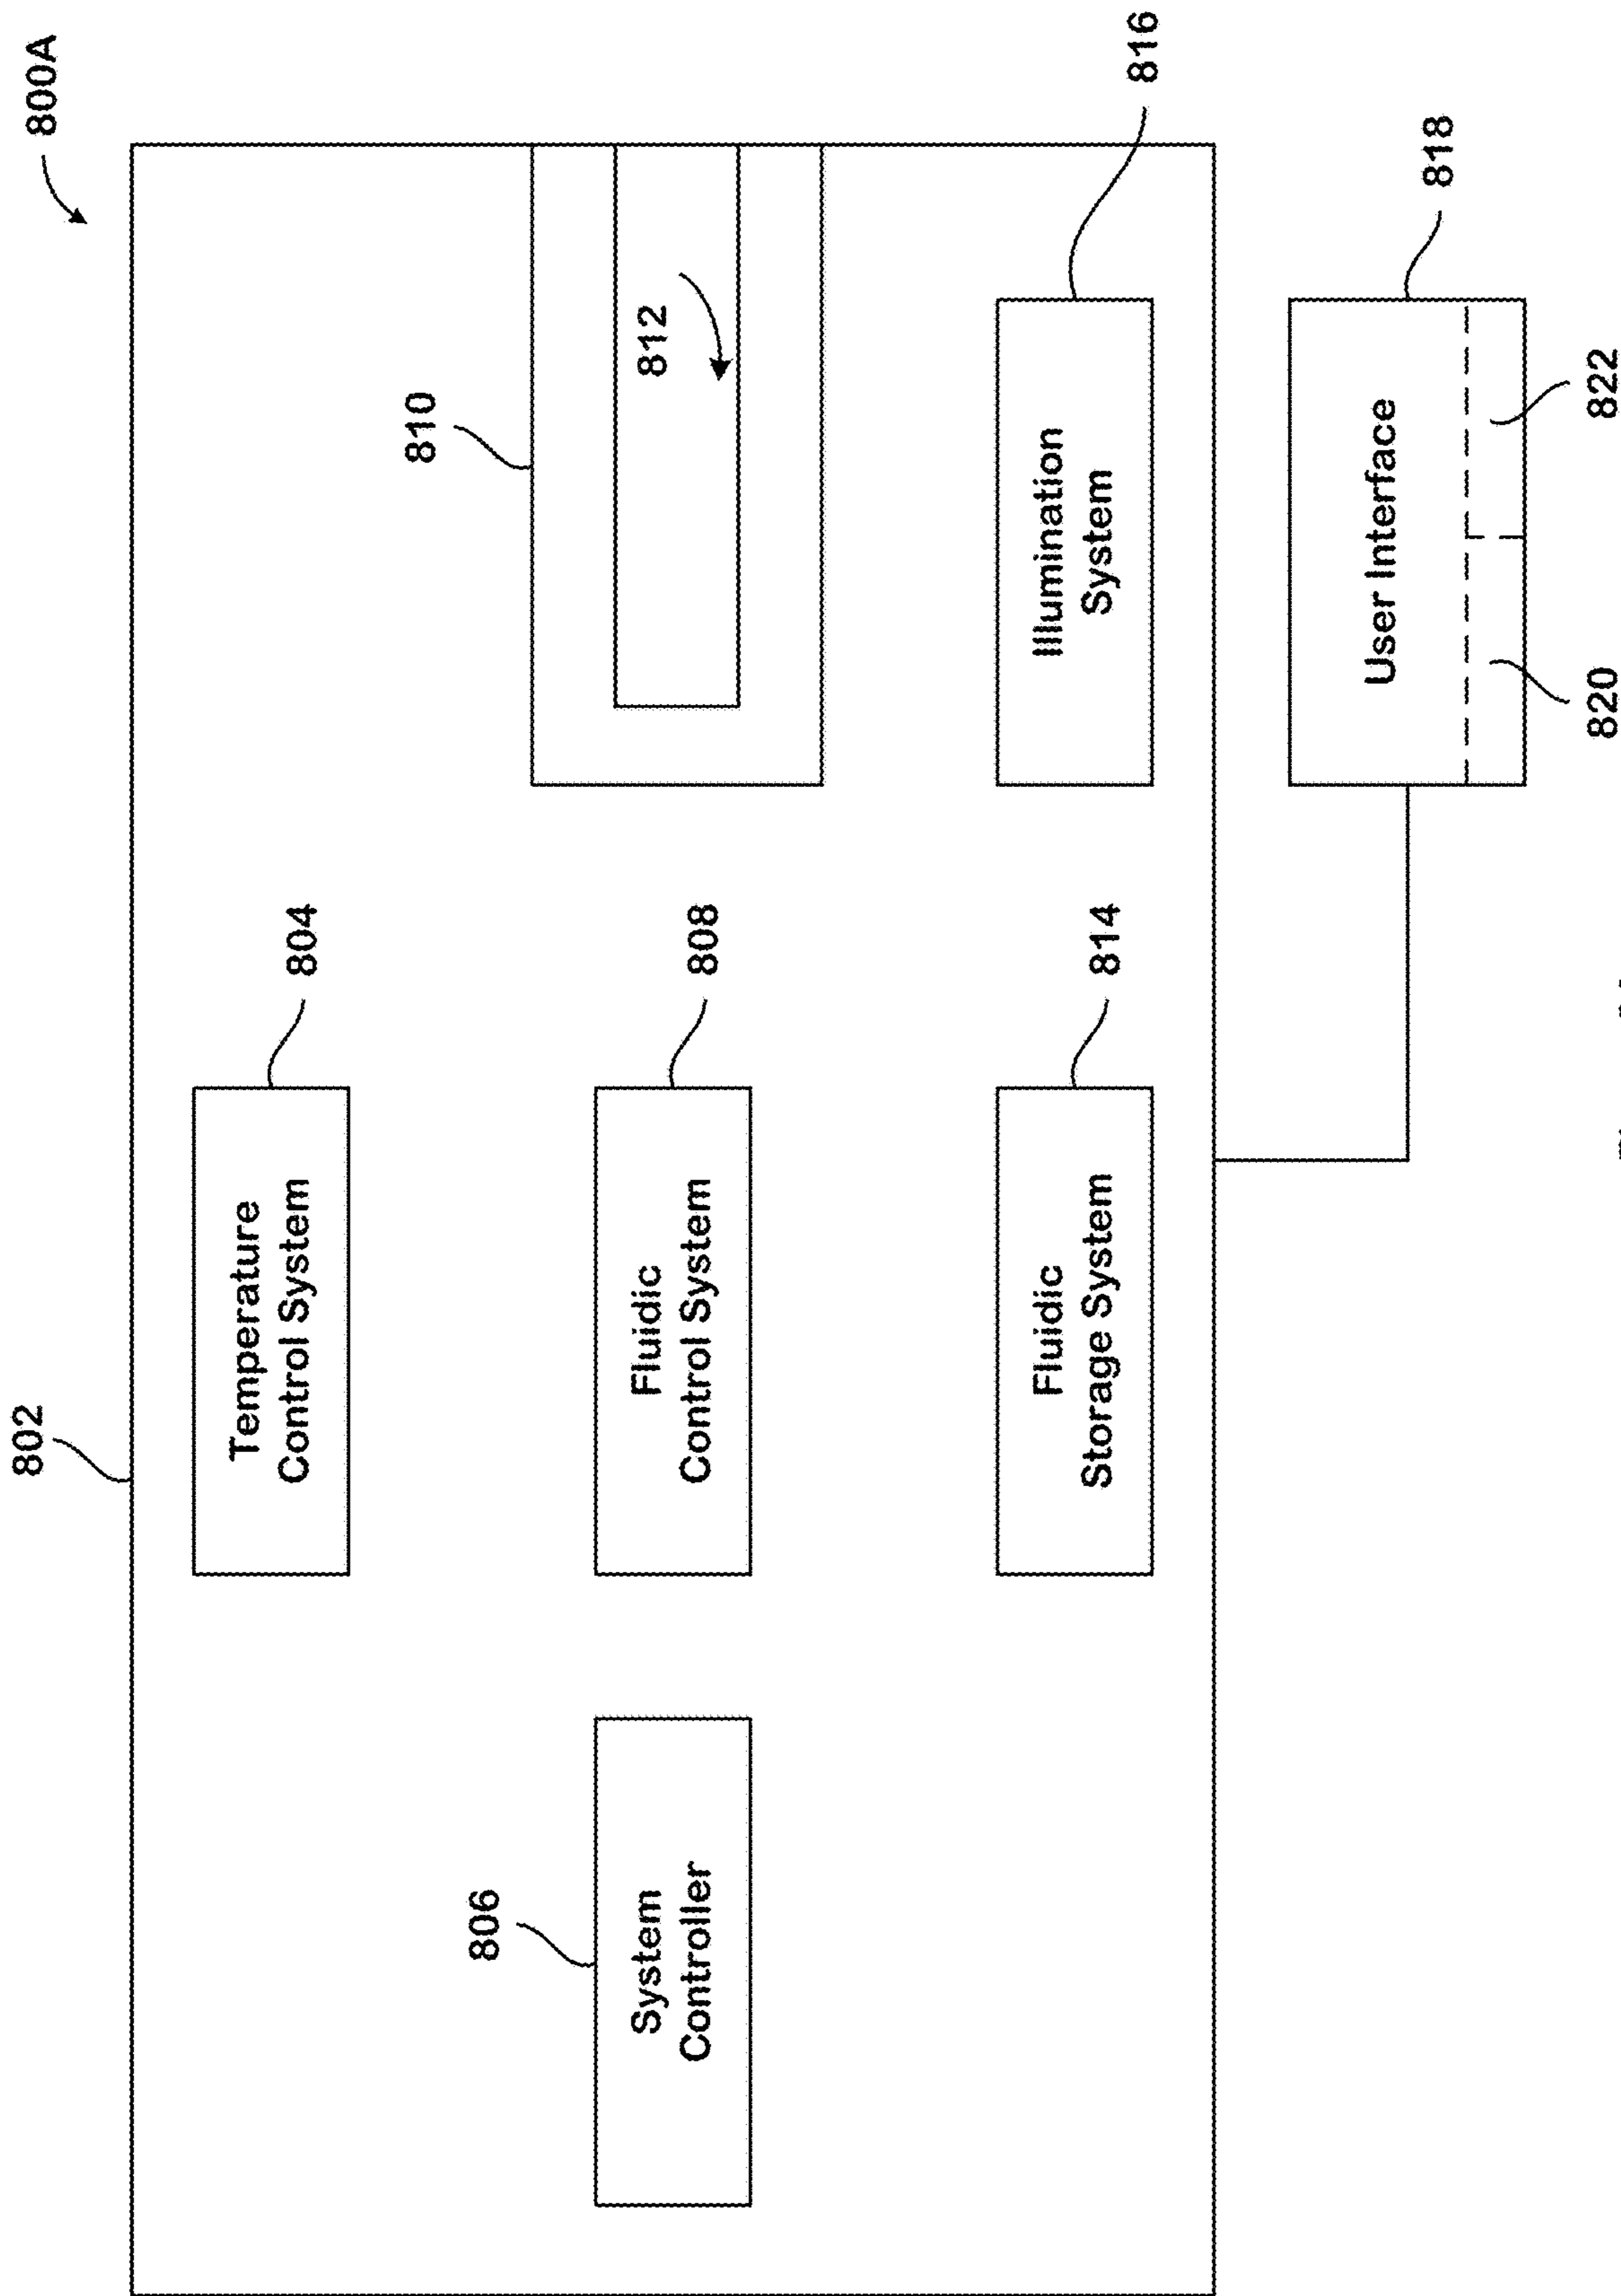 800A
802
Temperature
Control System
804
810
812
806
System
Controller
Fluidic
Control System
808
Fluidic
Storage System
814
Illumination
System
816
User Interface
818
820
822